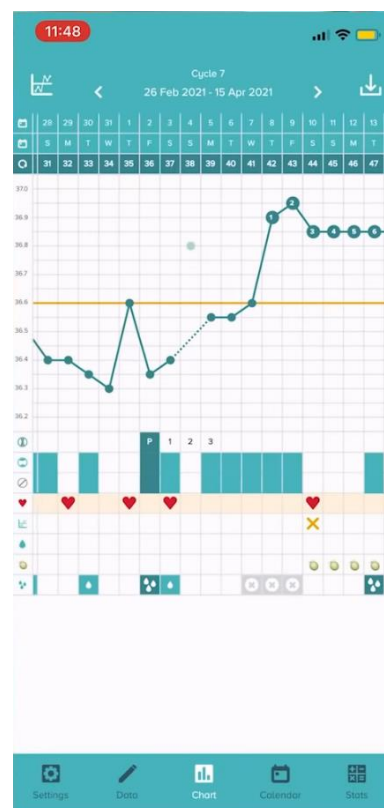 11:48
Cycle 7
26 Feb 2021 - 15 Apr 2021
28 29 30 31 1 2 3 4 5 6 7 8 9 10 11 12 13
S M T W T F S S M T W T F S S M T
31 32 33 34 35 36 37 38 39 40 41 42 43 44 45 46 47
37.0
36.9
36.8
36.7
36.6
36.5
36.4
36.3
36.2
1 2 3 4 5 6
P 1 2 3
Settings Data Chart Calendar Stats